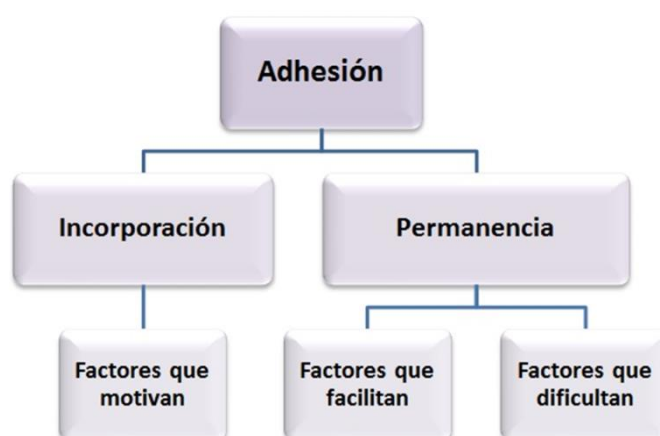 Adhesión
Incorporación
Permanencia
Factores que
motivan
Factores que
facilitan
Factores que
dificultan